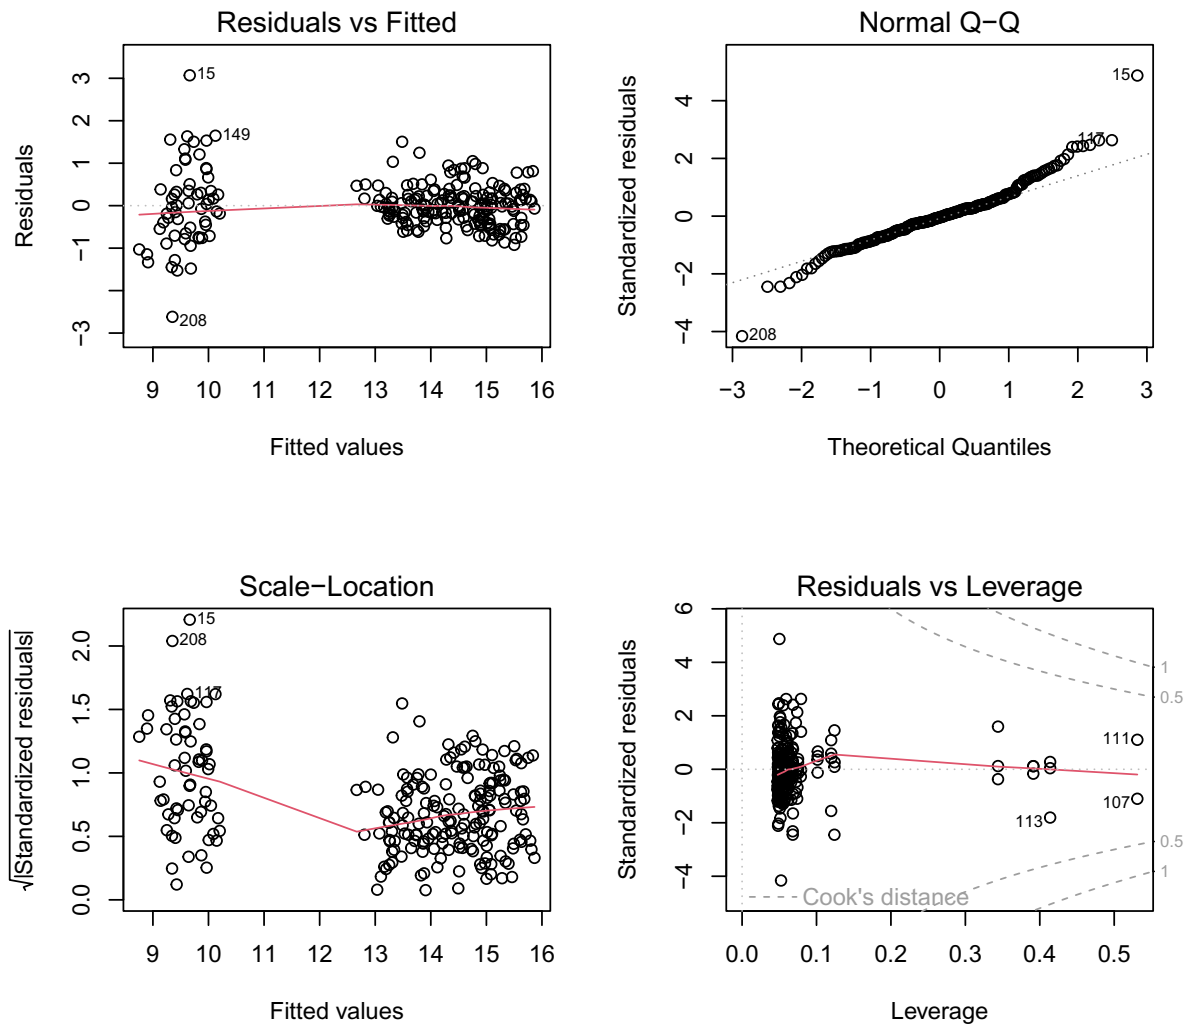 Residuals vs Fitted
Residuals
3
2
1
0
−1
−3
15
149
208
9 10 11 12 13 14 15 16
Fitted values
Normal Q−Q
Standardized residuals
4
2
0
−2
−4
15
117
208
−3 −2 −1 0 1 2 3
Theoretical Quantiles
Scale−Location
√|Standardized residuals|
2.0
1.5
1.0
0.5
0.0
15
208
117
9 10 11 12 13 14 15 16
Fitted values
Residuals vs Leverage
Standardized residuals
6
4
2
0
−2
−4
1
0.5
0.5
1
111
107
113
Cook's distance
0.0 0.1 0.2 0.3 0.4 0.5
Leverage